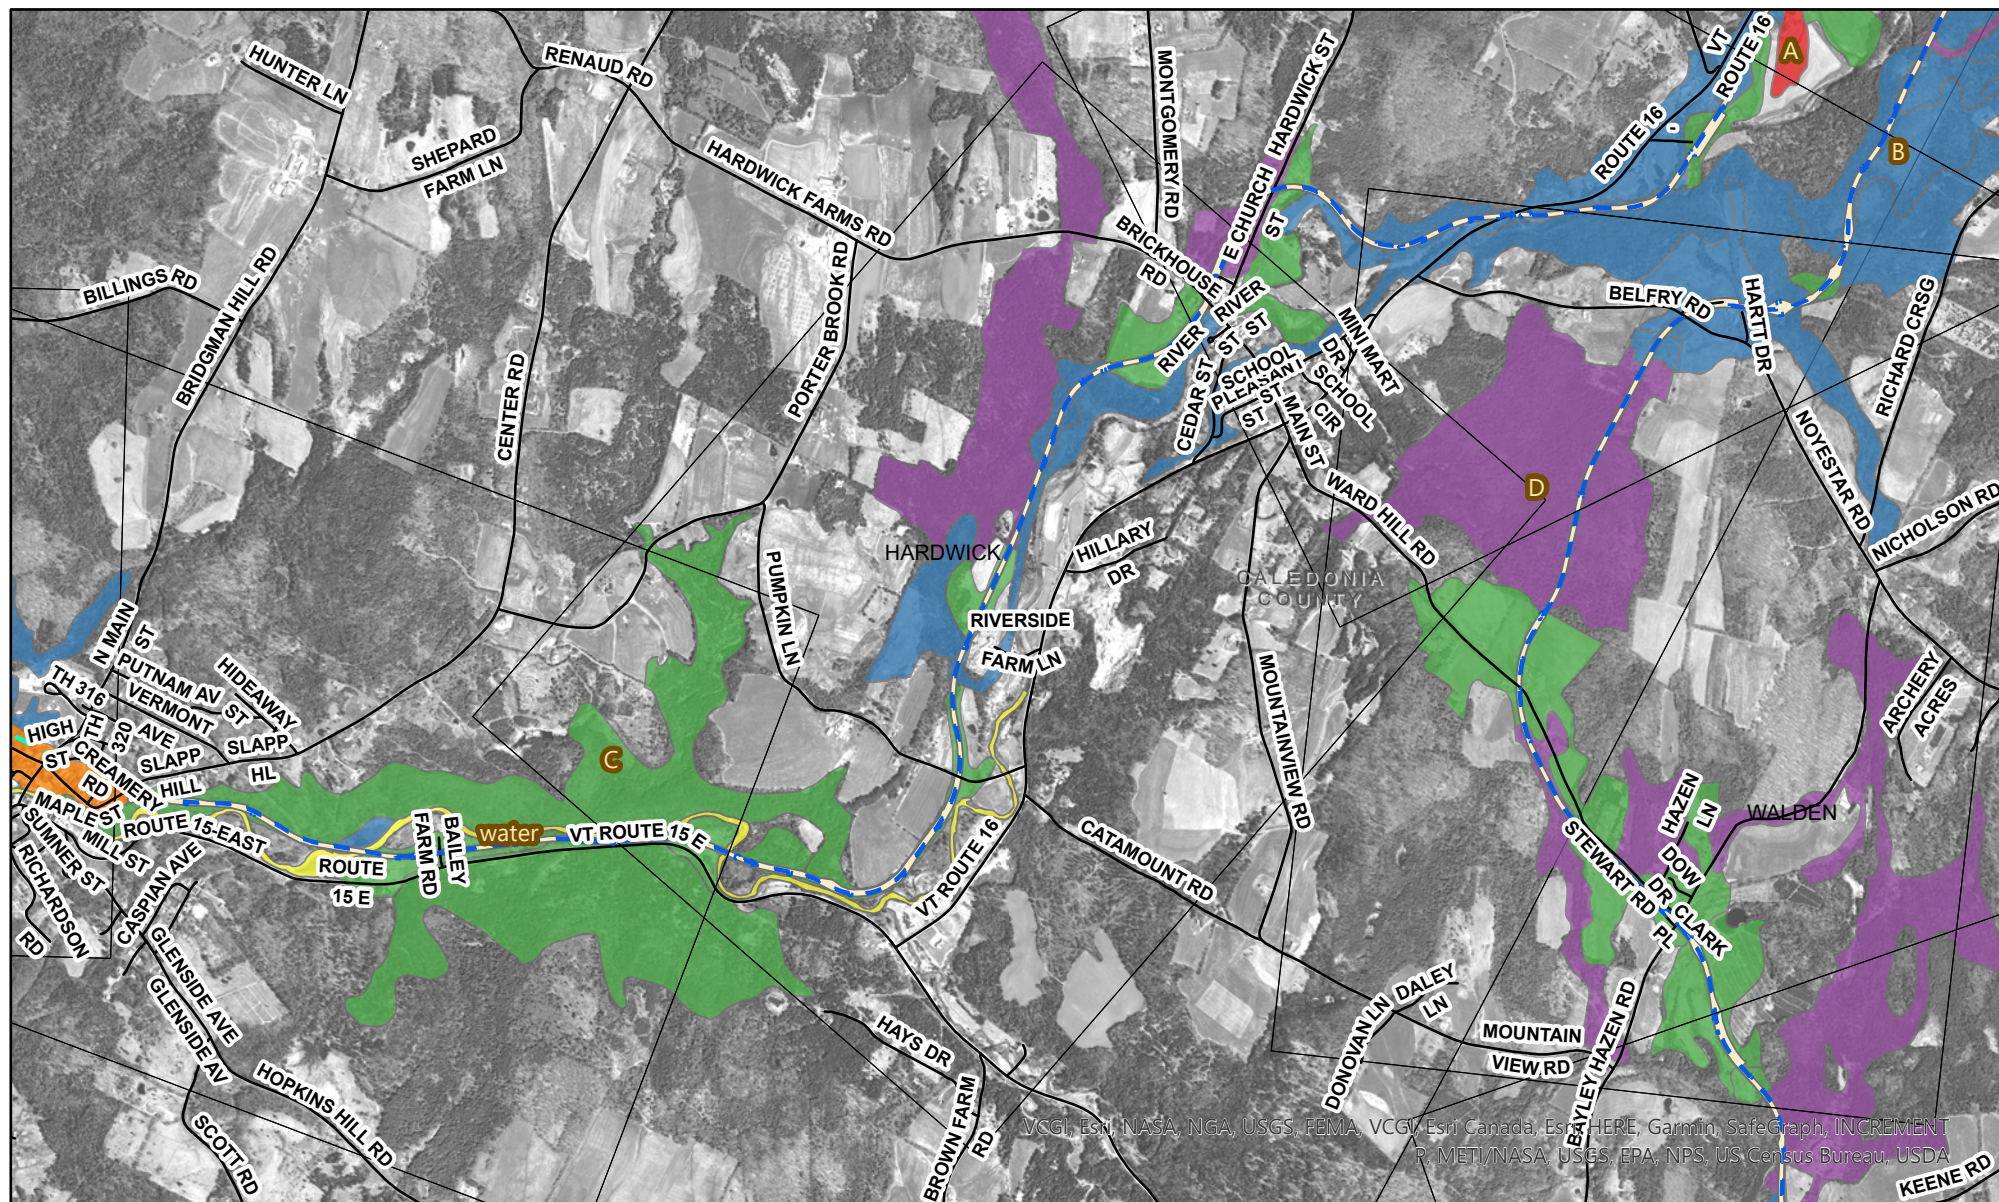 HUNTER LN
RENAUD RD
MONTGOMERY RD
HARDWICK ST
E CHURCH
ST
VT
ROUTE 16
A
SHEPARD
FARM LN
HARDWICK FARMS RD
ROUTE 16
B
BRICKHOUSE
RD
BILLINGS RD
BRIDGMAN HILL RD
CENTER RD
PORTER BROOK RD
RIVER
RIVER
ST
ST
CEDAR ST
SCHOOL
PLEASANT
ST
ST
MAIN ST
MINI MART
DR
SCHOOL
CIR
BELFRY RD
HARTT DR
RICHARD CRSG
NOYESTAR RD
NICHOLSON RD
D
WARD HILL RD
HARDWICK
HILLARY
DR
CALEDONIA
COUNTY
PUMPKIN LN
RIVERSIDE
FARM LN
N MAIN
ST
PUTNAM AV
HIDEAWAY
ST
TH 316
VERMONT
AVE
TH
320
HIGH
ST
CREAMERY
RD
SLAPP
HILL
SLAPP
HL
MAPLE ST
ST
SUMNER ST
MILL ST
ROUTE 15-EAST
RICHARDSON
RD
CASPIAN AVE
ROUTE
15 E
FARM RD
BAILEY
water
VT ROUTE 15 E
C
VT ROUTE 16
CATAMOUNT RD
MOUNTAINVIEW RD
ARCHERY
ACRES
HAZEN
LN
WALDEN
STEWART RD
DOW
DR
CLARK
PL
GLENSIDE AVE
GLENSIDE AV
HOPKINS HILL RD
SCOTT RD
HAYS DR
BROWN FARM
RD
DALEY
LN
DONOVAN LN
MOUNTAIN
VIEW RD
BAYLEY HAZEN RD
KEENE RD
VCGI, Esri, NASA, NGA, USGS, FEMA, VCGI, Esri Canada, Esri, HERE, Garmin, SafeGraph, INCREMENT
P, METI/NASA, USGS, EPA, NPS, US Census Bureau, USDA